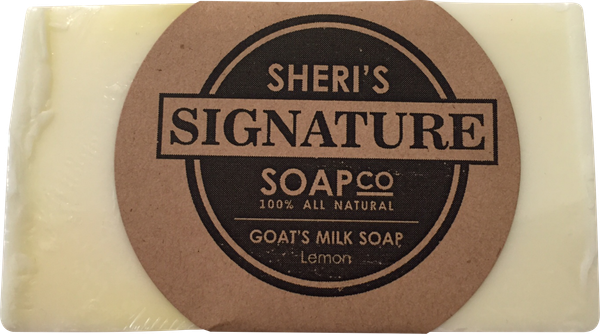 SHERI'S
SIGNATURE
SOAP CO
100% ALL NATURAL
GOAT'S MILK SOAP
Lemon